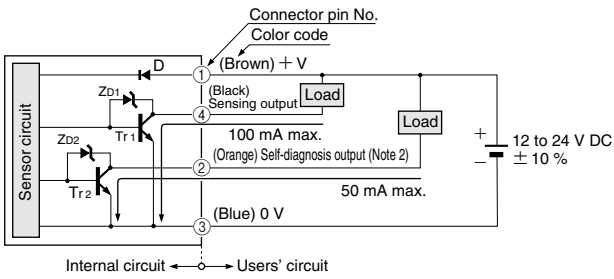 Connector pin No.
Color code
D
1
(Brown) + V
ZD1
(Black)
Sensing output
4
Load
Load
Tr1
100 mA max.
Sensor circuit
ZD2
+
12 to 24 V DC
−
± 10 %
2
(Orange) Self-diagnosis output (Note 2)
Tr2
50 mA max.
3
(Blue) 0 V
Internal circuit
Users' circuit